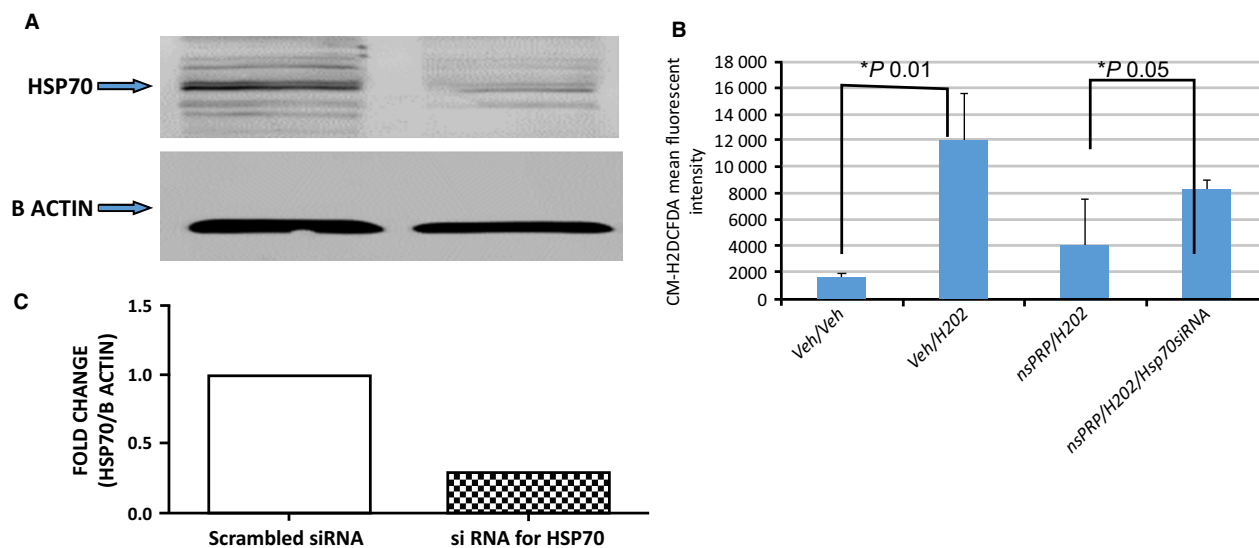 A
HSP70
B ACTIN
B
CM-H2DCFDA mean fluorescent
intensity
18 000
16 000
14 000
12 000
10 000
8000
6000
4000
2000
0
*P 0.01
*P 0.05
Veh/Veh
Veh/H202
nsPRP/H202
nsPRP/H202/Hsp70siRNA
C
FOLD CHANGE
(HSP70/B ACTIN)
1.5
1.0
0.5
0.0
Scrambled siRNA
si RNA for HSP70